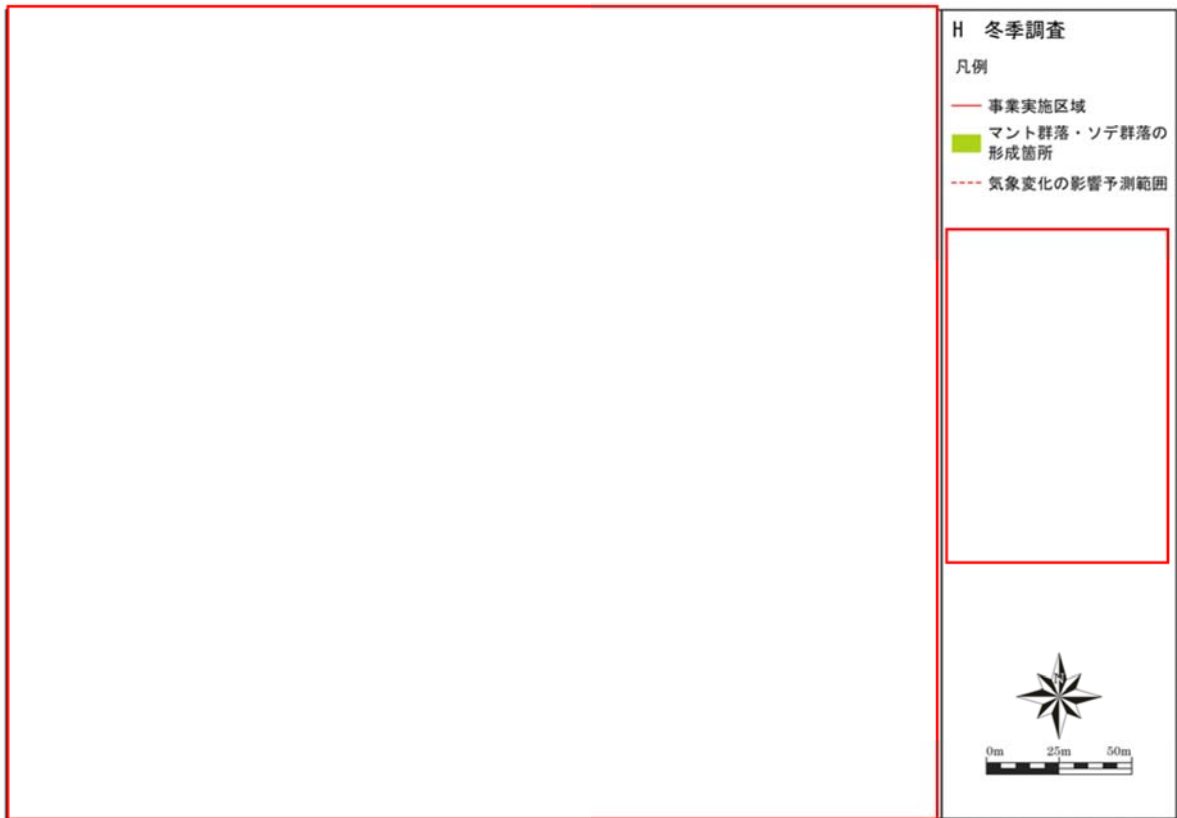 H 冬季調査
凡例
事業実施区域
マント群落・ソデ群落の
形成箇所
気象変化の影響予測範囲
N
0m 25m 50m